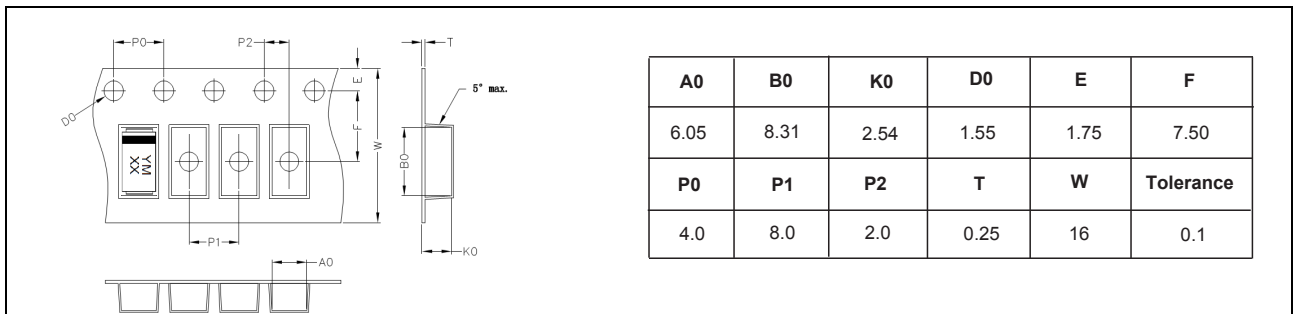 P0
P2
T
E
5° max.
D0
F
W
B0
YM
XX
P1
K0
A0
A0 B0 K0 D0 E F
6.05 8.31 2.54 1.55 1.75 7.50
P0 P1 P2 T W Tolerance
4.0 8.0 2.0 0.25 16 0.1